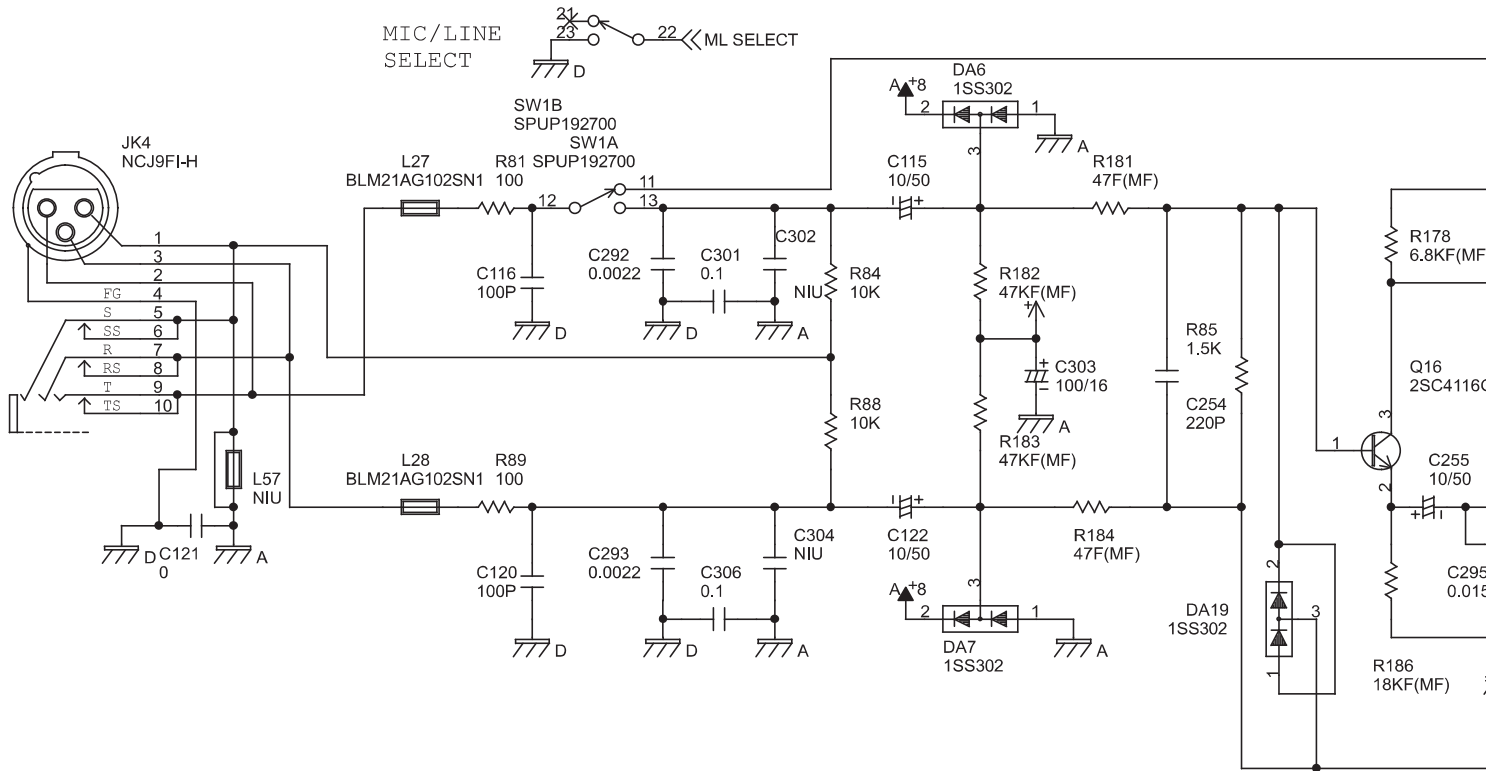 MIC/LINE
SELECT
21
23
22
ML SELECT
D
SW1B
SPUP192700
SW1A
SPUP192700
JK4
NCJ9FI-H
L27
BLM21AG102SN1
R81
100
12
11
13
C116
100P
D
C292
0.0022
D
C301
0.1
C302
NIU
A
R84
10K
R88
10K
C115
10/50
- +
A +8
2
DA6
1SS302
1
3
A
R181
47F(MF)
R182
47KF(MF)
+
C303
100/16
+
-
A
R183
47KF(MF)
R85
1.5K
C254
220P
R178
6.8KF(MF
Q16
2SC4116G
1
3
2
C255
10/50
+ -
C295
0.015
R186
18KF(MF)
DA19
1SS302
2
3
1
1
3
2
FG 4
S 5
SS 6
R 7
RS 8
T 9
TS 10
L57
NIU
D
C121
0
A
L28
BLM21AG102SN1
R89
100
C120
100P
D
C293
0.0022
D
C306
0.1
C304
NIU
A
C122
10/50
- +
R184
47F(MF)
A +8
2
3
1
DA7
1SS302
A